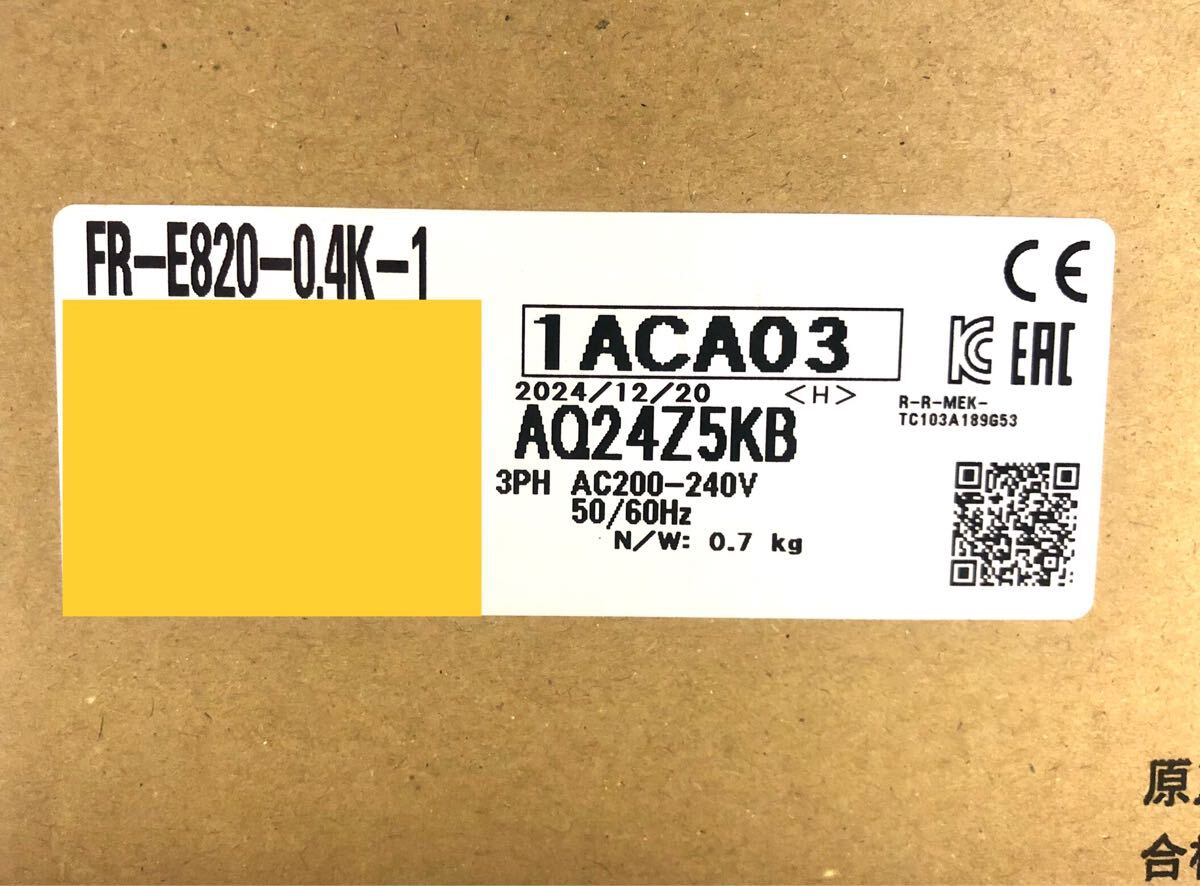 FR-E820-0.4K-1
CE
1ACA03
EAC
2024/12/20 <H>
R-R-MEK-
TC103A189G53
AQ24Z5KB
3PH AC200-240V
50/60Hz
N/W: 0.7 kg
原
合